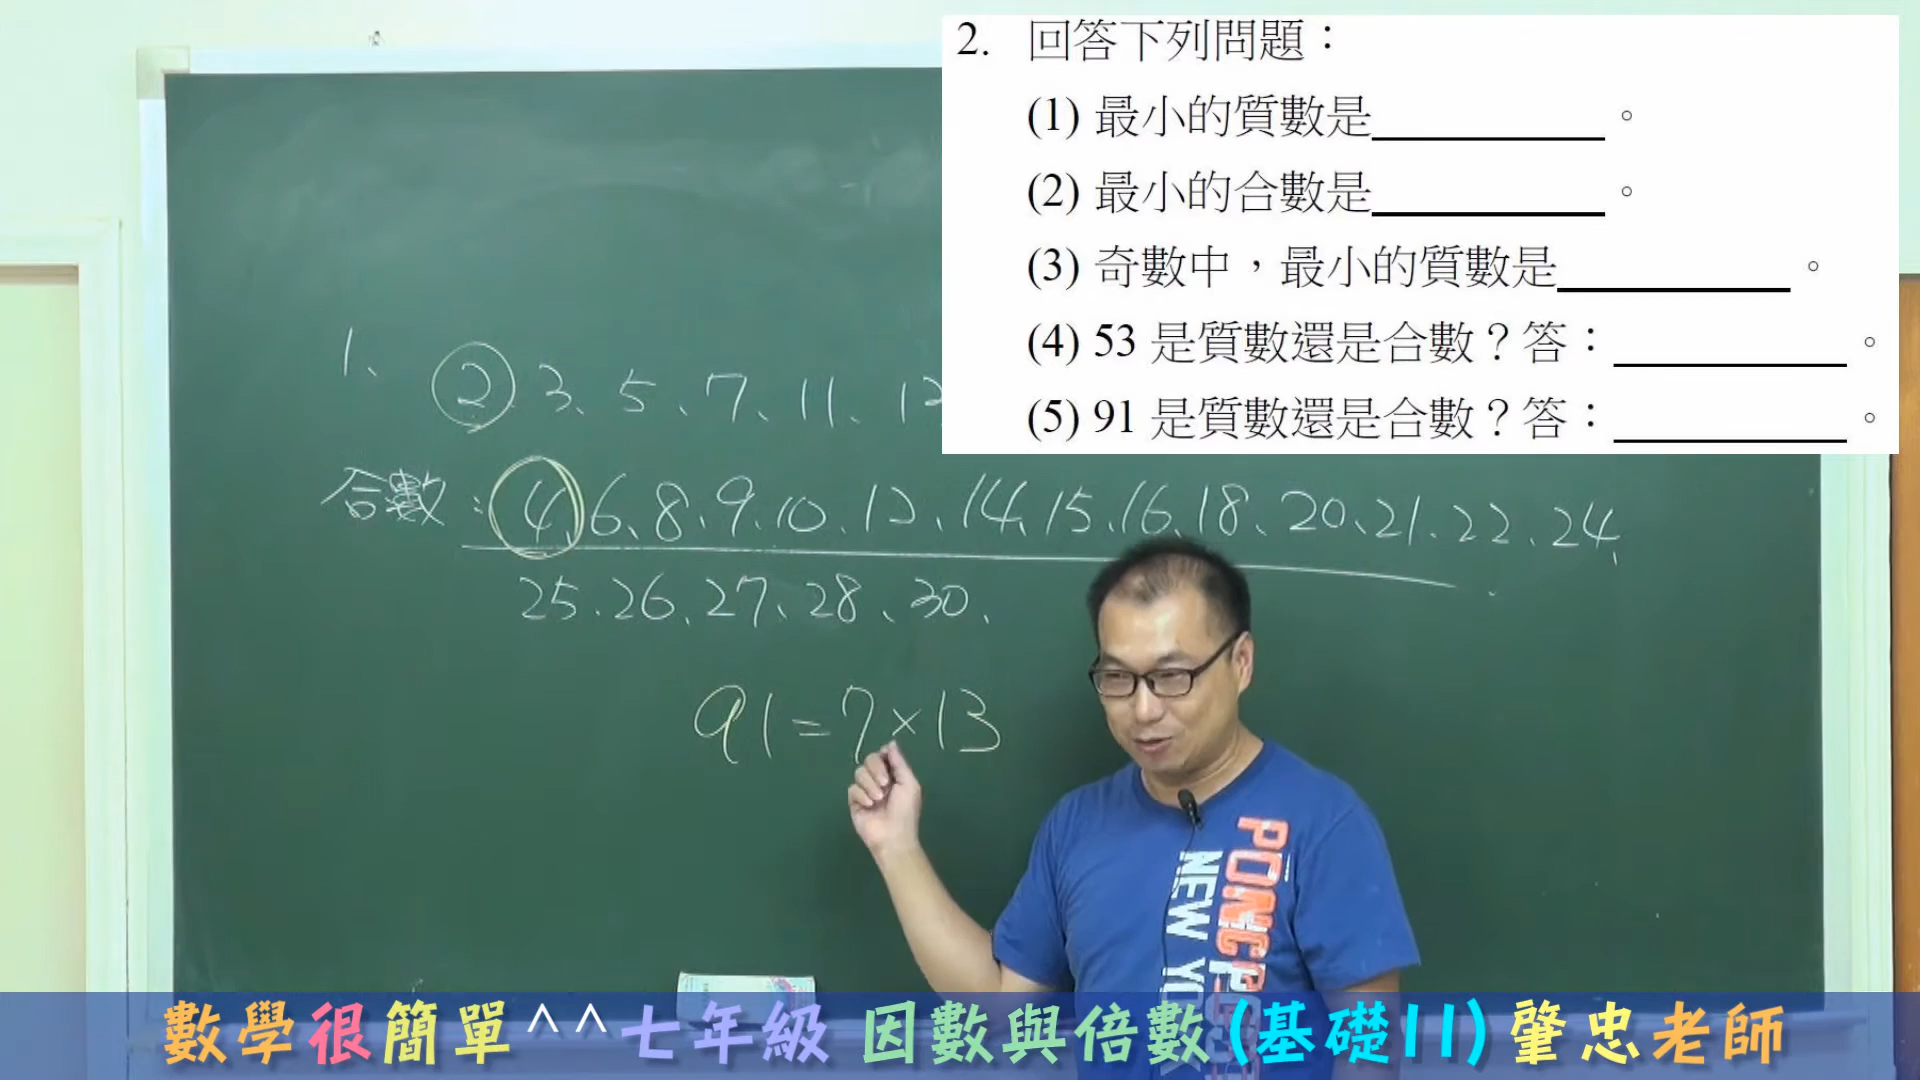 2. 回答下列問題：
(1) 最小的質數是＿＿＿＿＿。
(2) 最小的合數是＿＿＿＿＿。
(3) 奇數中，最小的質數是＿＿＿＿＿。
(4) 53 是質數還是合數？答：＿＿＿＿＿。
(5) 91 是質數還是合數？答：＿＿＿＿＿。
1、
2 3、5、7、11、
合數：4、6、8、9、10、12、14、15、16、18、20、21、22、24、
25、26、27、28、30、
91=7×13
PONG
NEW YO
數學很簡單^^七年級 因數與倍數(基礎11)肇忠老師